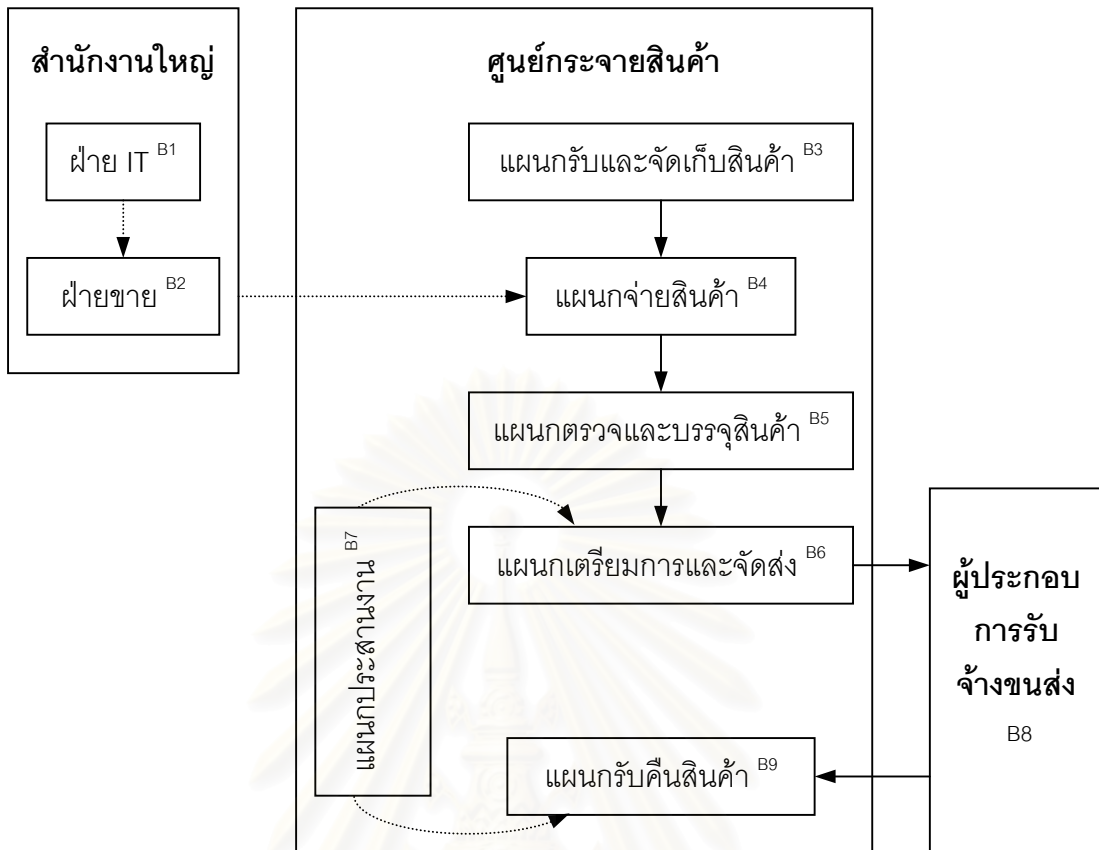 สำนักงานใหญ่
ฝ่าย IT B1
ฝ่ายขาย B2
ศูนย์กระจายสินค้า
แผนกรับและจัดเก็บสินค้า B3
แผนกจ่ายสินค้า B4
แผนกตรวจและบรรจุสินค้า B5
แผนกเตรียมการและจัดส่ง B6
แผนกประสานงาน B7
ผู้ประกอบ
การรับ
จ้างขนส่ง
B8
แผนกรับคืนสินค้า B9